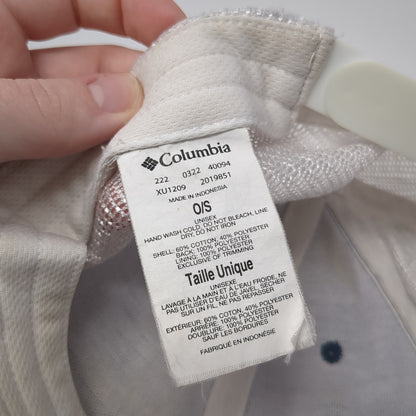 Columbia
222 0322 40094
XU1209 2019851
MADE IN INDONESIA
O/S
UNISEX
HAND WASH COLD, DO NOT BLEACH, LINE
DRY, DO NOT IRON
SHELL: 60% COTTON, 40% POLYESTER
BACK: 100% POLYESTER
LINING: 100% POLYESTER
EXCLUSIVE OF TRIMMING
Taille Unique
UNISEXE
LAVAGE À LA MAIN ET À L'EAU FROIDE, NE
PAS UTILISER D'EAU DE JAVEL, SÉCHER
SUR UN FIL, NE PAS REPASSER
EXTÉRIEUR: 60% COTON, 40% POLYESTER
ARRIÈRE: 100% POLYESTER
DOUBLURE: 100% POLYESTER
SAUF LES BORDURES
FABRIQUÉ EN INDONÉSIE